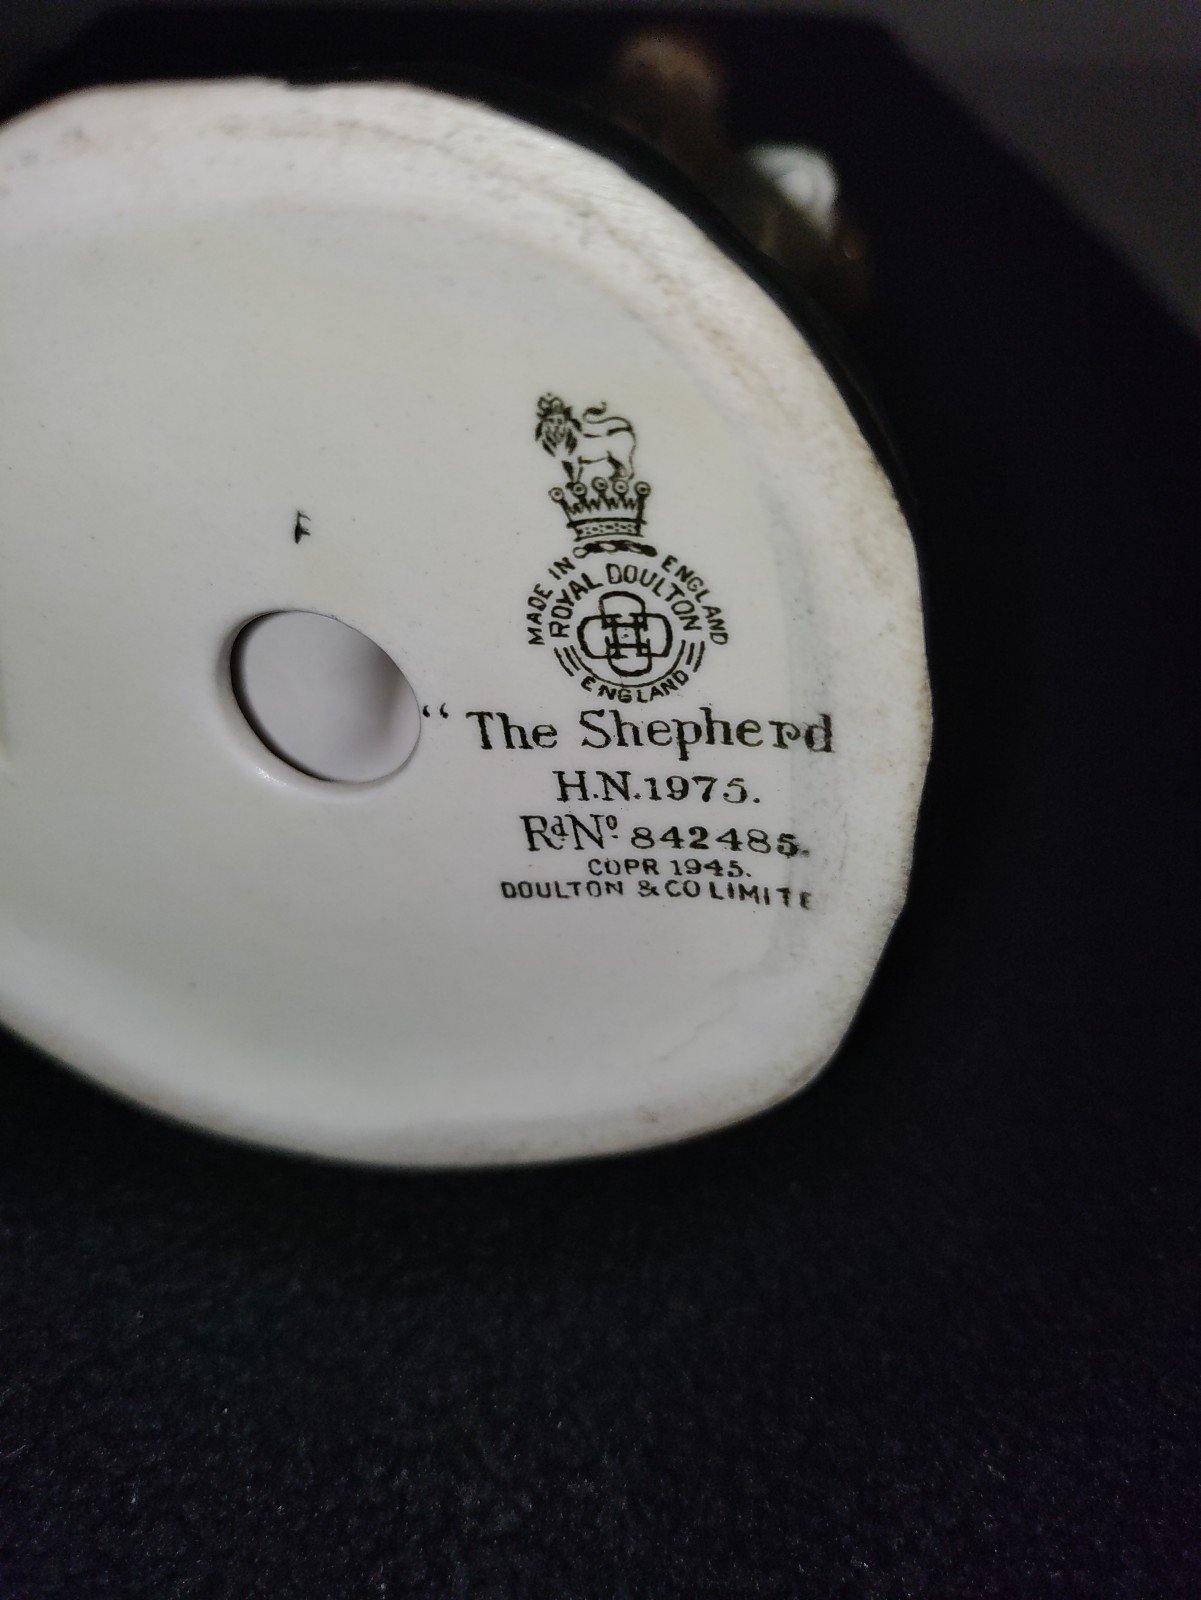 F
MADE IN ENGLAND
ROYAL DOULTON
ENGLAND
“ The Shepherd
H.N.1975.
RdNo. 842485.
COPR 1945.
DOULTON & CO LIMITE